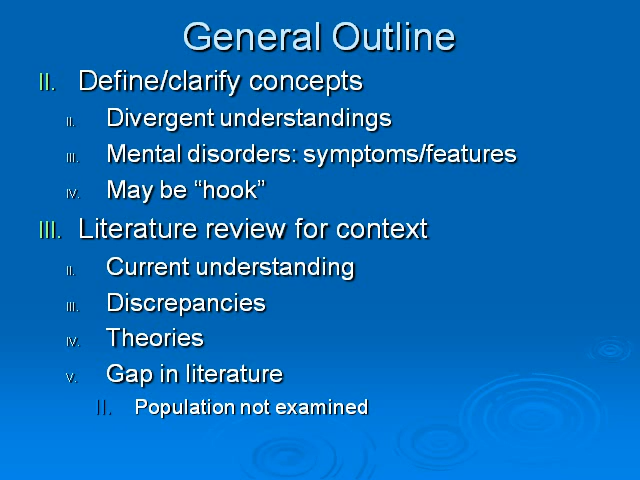 General Outline
II. Define/clarify concepts
II. Divergent understandings
III. Mental disorders: symptoms/features
IV. May be “hook”
III. Literature review for context
II. Current understanding
III. Discrepancies
IV. Theories
V. Gap in literature
II. Population not examined